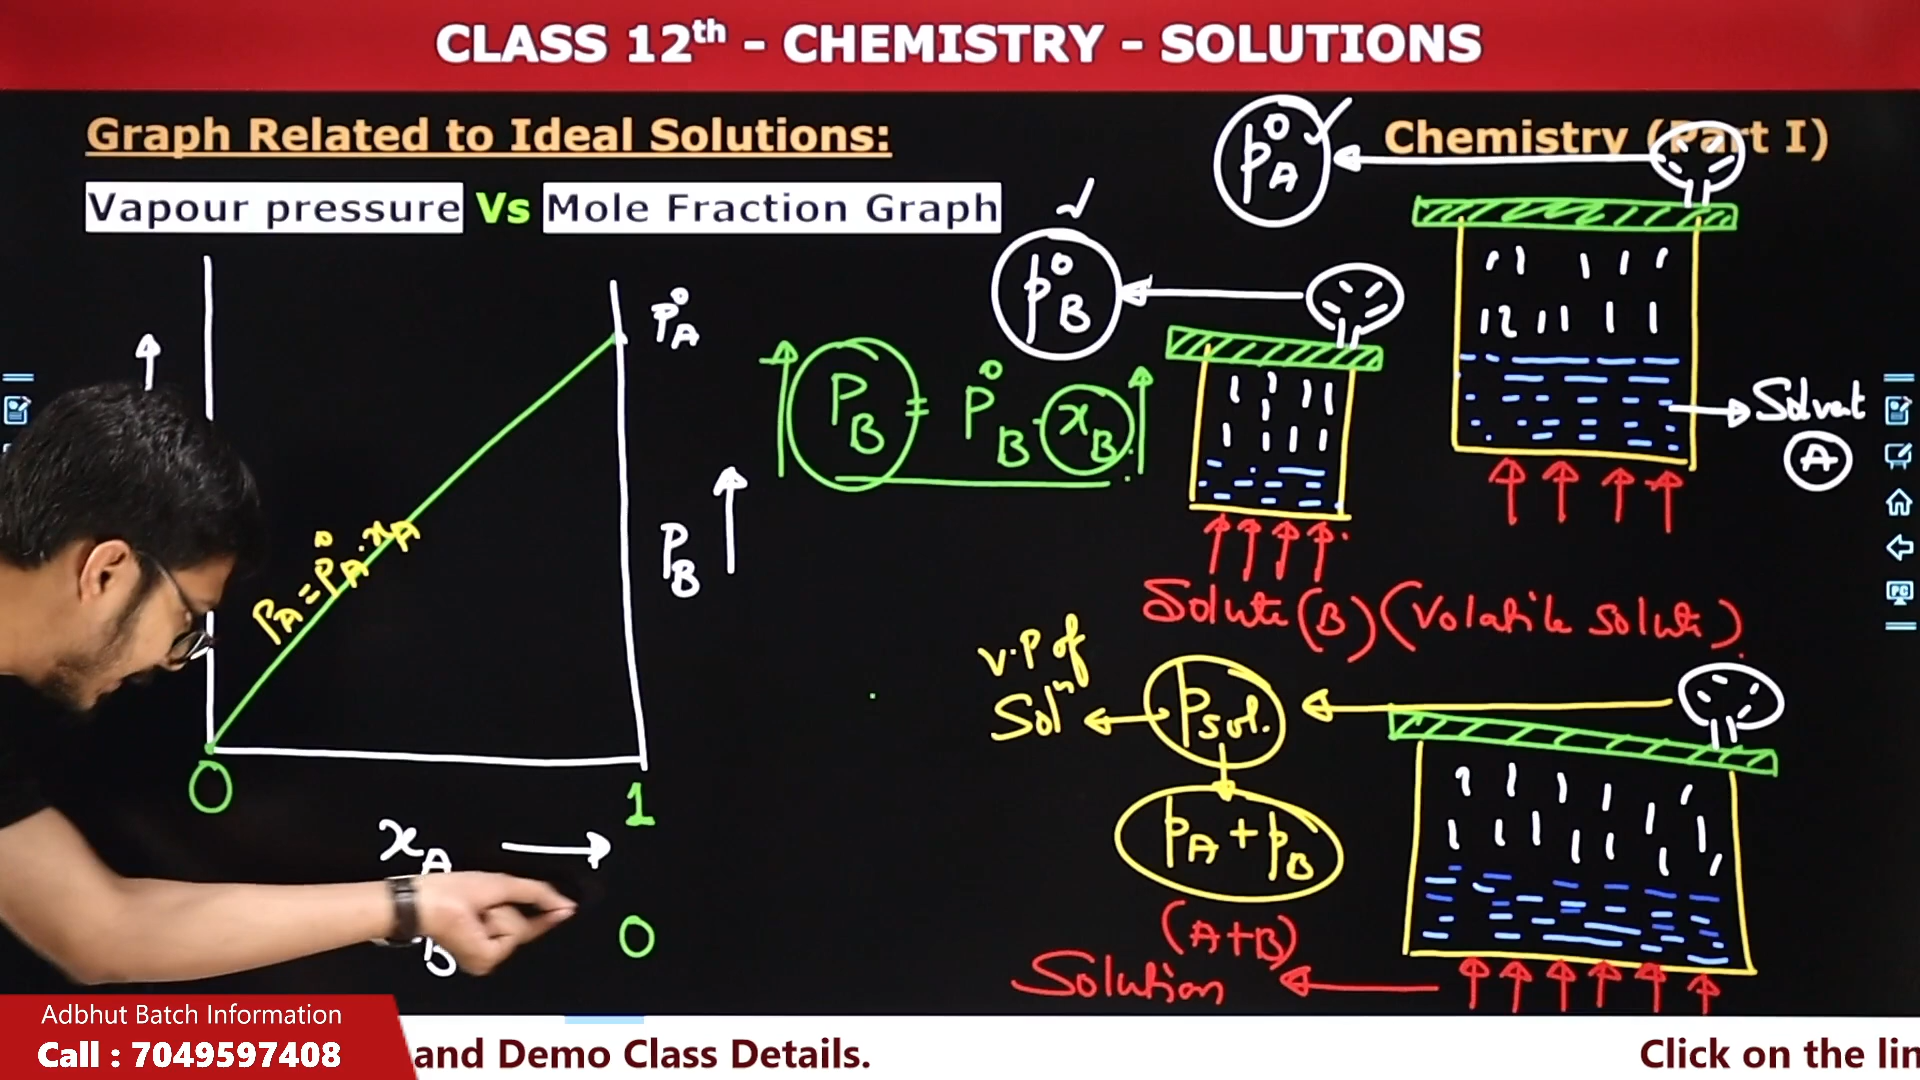 CLASS 12th - CHEMISTRY - SOLUTIONS
Graph Related to Ideal Solutions:
Chemistry (Part I)
Vapour pressure Vs Mole Fraction Graph
P°A
P°B
P°A
PB = P°B . xB
Solvent
A
PA = P°A . xA
PB
Solute (B) (Volatile Solute)
V.P of
Solⁿ
Psol.
PA + PB
(A+B)
Solution
0
1
xA
B
0
PC
Adbhut Batch Information
Call : 7049597408
and Demo Class Details.
Click on the lin